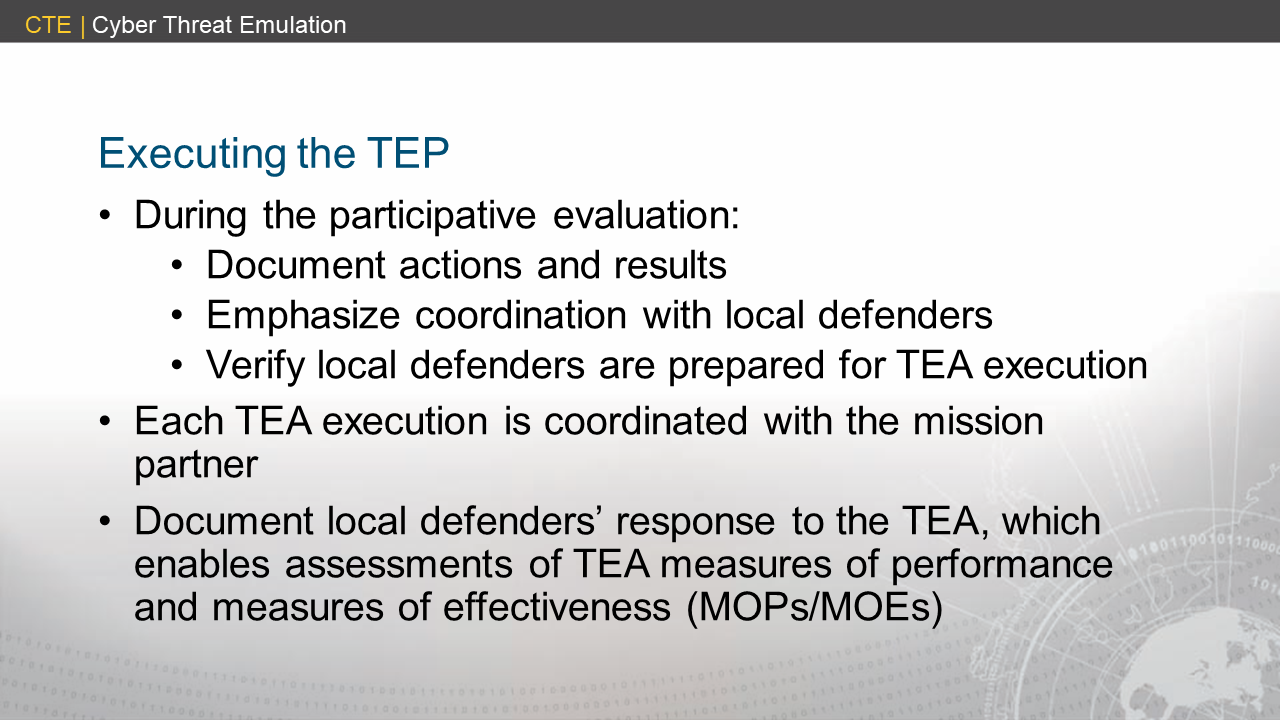 CTE | Cyber Threat Emulation
Executing the TEP
• During the participative evaluation:
• Document actions and results
• Emphasize coordination with local defenders
• Verify local defenders are prepared for TEA execution
• Each TEA execution is coordinated with the mission
partner
• Document local defenders’ response to the TEA, which
enables assessments of TEA measures of performance
and measures of effectiveness (MOPs/MOEs)